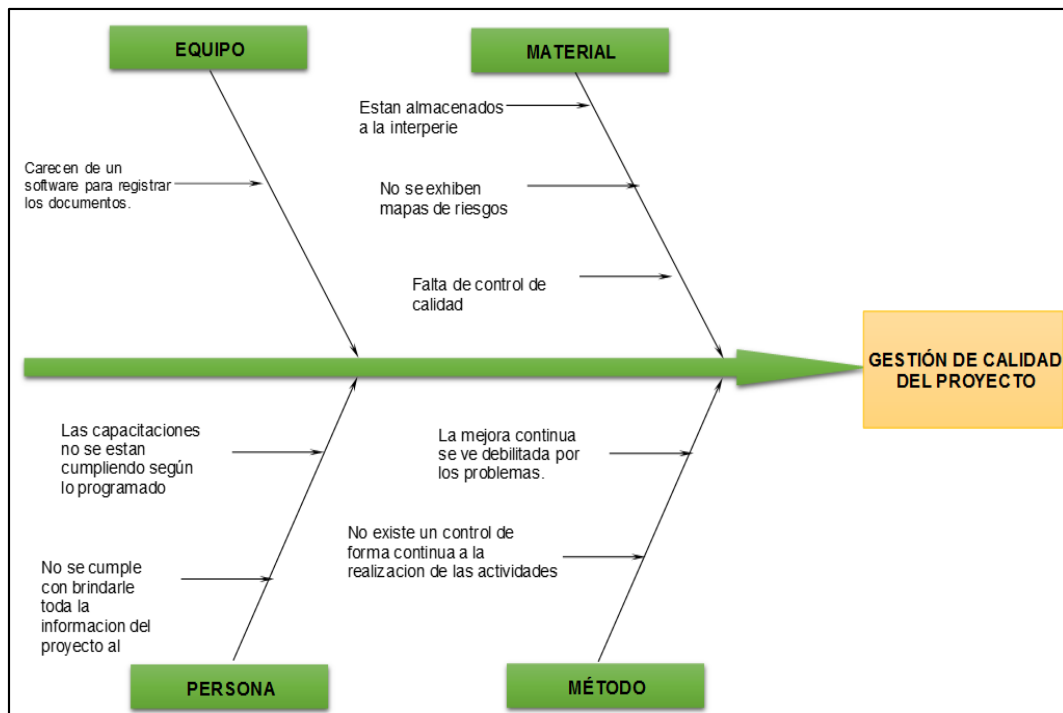 EQUIPO
MATERIAL
Estan almacenados
a la interperie
Carecen de un
software para registrar
los documentos.
No se exhiben
mapas de riesgos
Falta de control de
calidad
GESTIÓN DE CALIDAD
DEL PROYECTO
Las capacitaciones
no se estan
cumpliendo según
lo programado
La mejora continua
se ve debilitada por
los problemas.
No existe un control de
forma continua a la
realizacion de las actividades
No se cumple
con brindarle
toda la
informacion del
proyecto al
PERSONA
MÉTODO